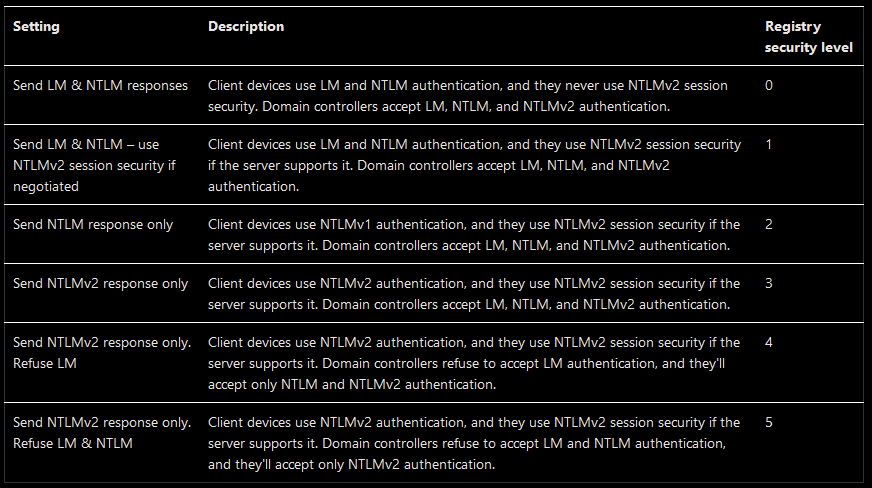 Setting Description Registry
security level
Send LM & NTLM responses Client devices use LM and NTLM authentication, and they never use NTLMv2 session 0
security. Domain controllers accept LM, NTLM, and NTLMv2 authentication.
Send LM & NTLM – use Client devices use LM and NTLM authentication, and they use NTLMv2 session security 1
NTLMv2 session security if if the server supports it. Domain controllers accept LM, NTLM, and NTLMv2
negotiated authentication.
Send NTLM response only Client devices use NTLMv1 authentication, and they use NTLMv2 session security if the 2
server supports it. Domain controllers accept LM, NTLM, and NTLMv2 authentication.
Send NTLMv2 response only Client devices use NTLMv2 authentication, and they use NTLMv2 session security if the 3
server supports it. Domain controllers accept LM, NTLM, and NTLMv2 authentication.
Send NTLMv2 response only. Client devices use NTLMv2 authentication, and they use NTLMv2 session security if the 4
Refuse LM server supports it. Domain controllers refuse to accept LM authentication, and they'll
accept only NTLM and NTLMv2 authentication.
Send NTLMv2 response only. Client devices use NTLMv2 authentication, and they use NTLMv2 session security if the 5
Refuse LM & NTLM server supports it. Domain controllers refuse to accept LM and NTLM authentication,
and they'll accept only NTLMv2 authentication.